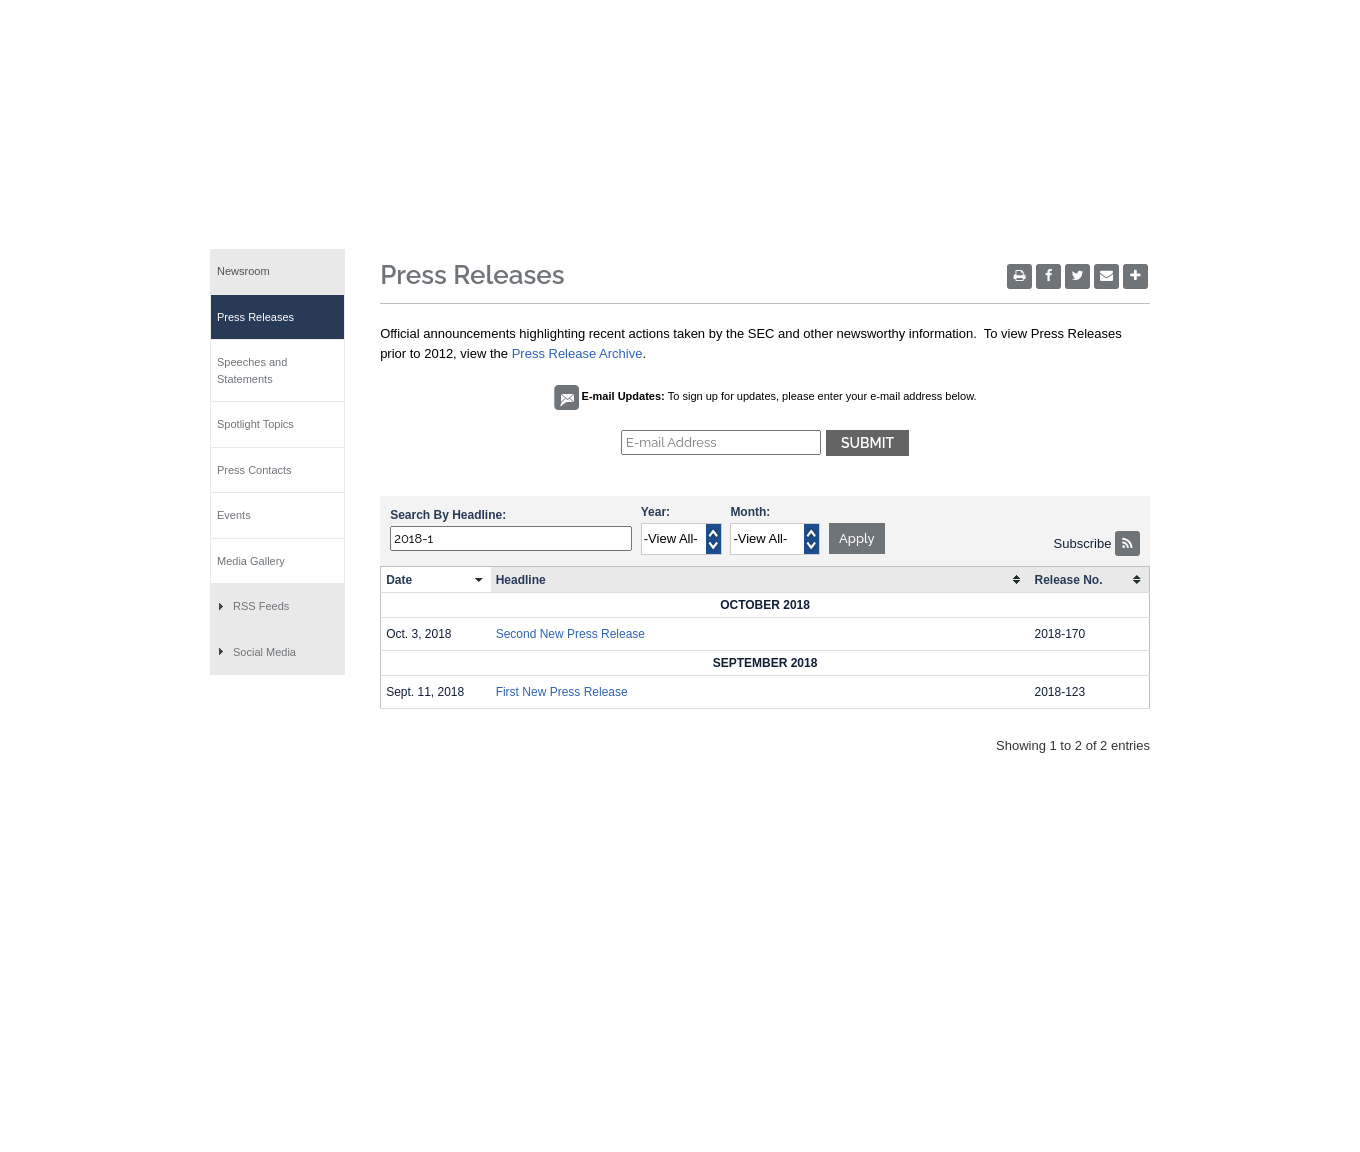 Newsroom
Press Releases
Speeches and
Statements
Spotlight Topics
Press Contacts
Events
Media Gallery
RSS Feeds
Social Media
Press Releases
Official announcements highlighting recent actions taken by the SEC and other newsworthy information.  To view Press Releases
prior to 2012, view the Press Release Archive.
E-mail Updates: To sign up for updates, please enter your e-mail address below.
E-mail Address SUBMIT
Search By Headline: Year: Month:
2018-1 -View All- -View All- Apply Subscribe
Date Headline Release No.
OCTOBER 2018
Oct. 3, 2018 Second New Press Release 2018-170
SEPTEMBER 2018
Sept. 11, 2018 First New Press Release 2018-123
Showing 1 to 2 of 2 entries